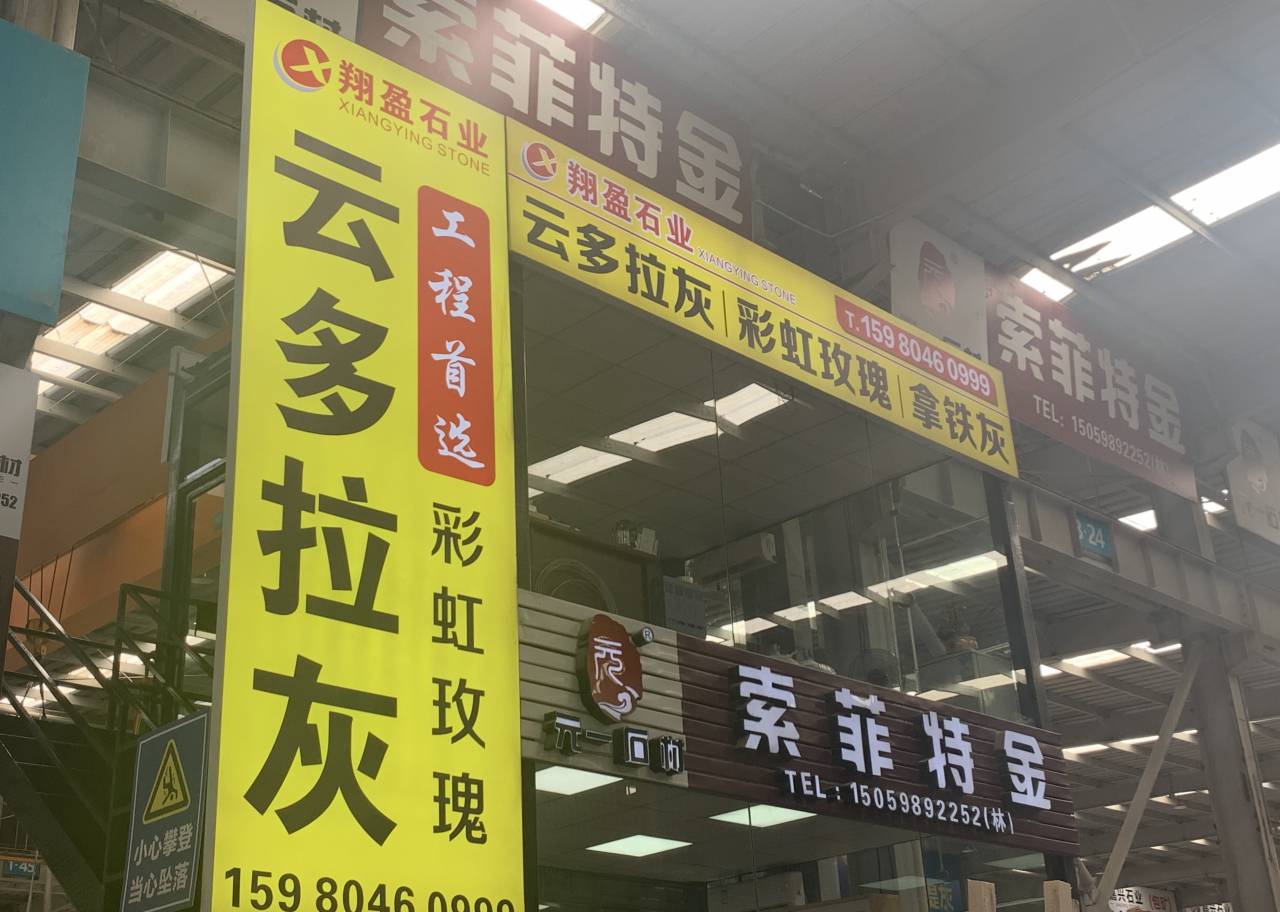 翔盈石业
XIANGYING STONE
云多拉灰
工程首选
彩虹玫瑰
159 8046 0999
索菲特金
翔盈石业
XIANGYING STONE
T.159 8046 0999
云多拉灰|彩虹玫瑰|拿铁灰
索菲特金
TEL: 15059892252(林)
元一石材
®
索菲特金
TEL:15059892252(林)
小心攀登
当心坠落
材
252